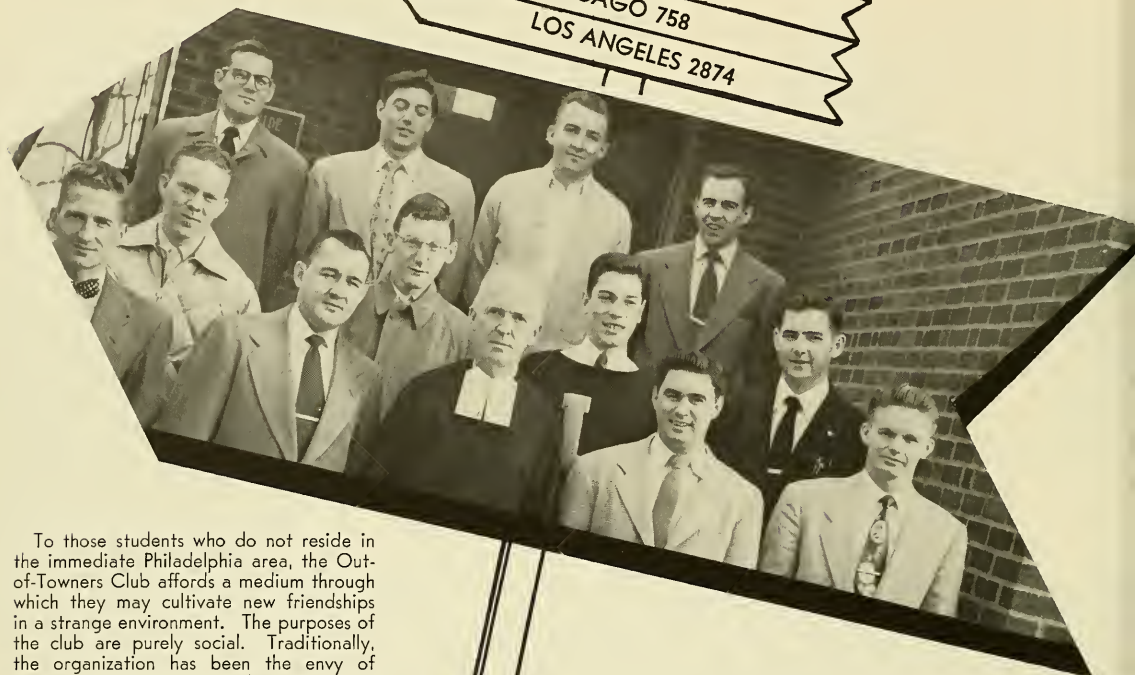 758
LOS ANGELES 2874
To those students who do not reside in
the immediate Philadelphia area, the Out-
of-Towners Club affords a medium through
which they may cultivate new friendships
in a strange environment. The purposes of
the club are purely social. Traditionally,
the organization has been the envy of